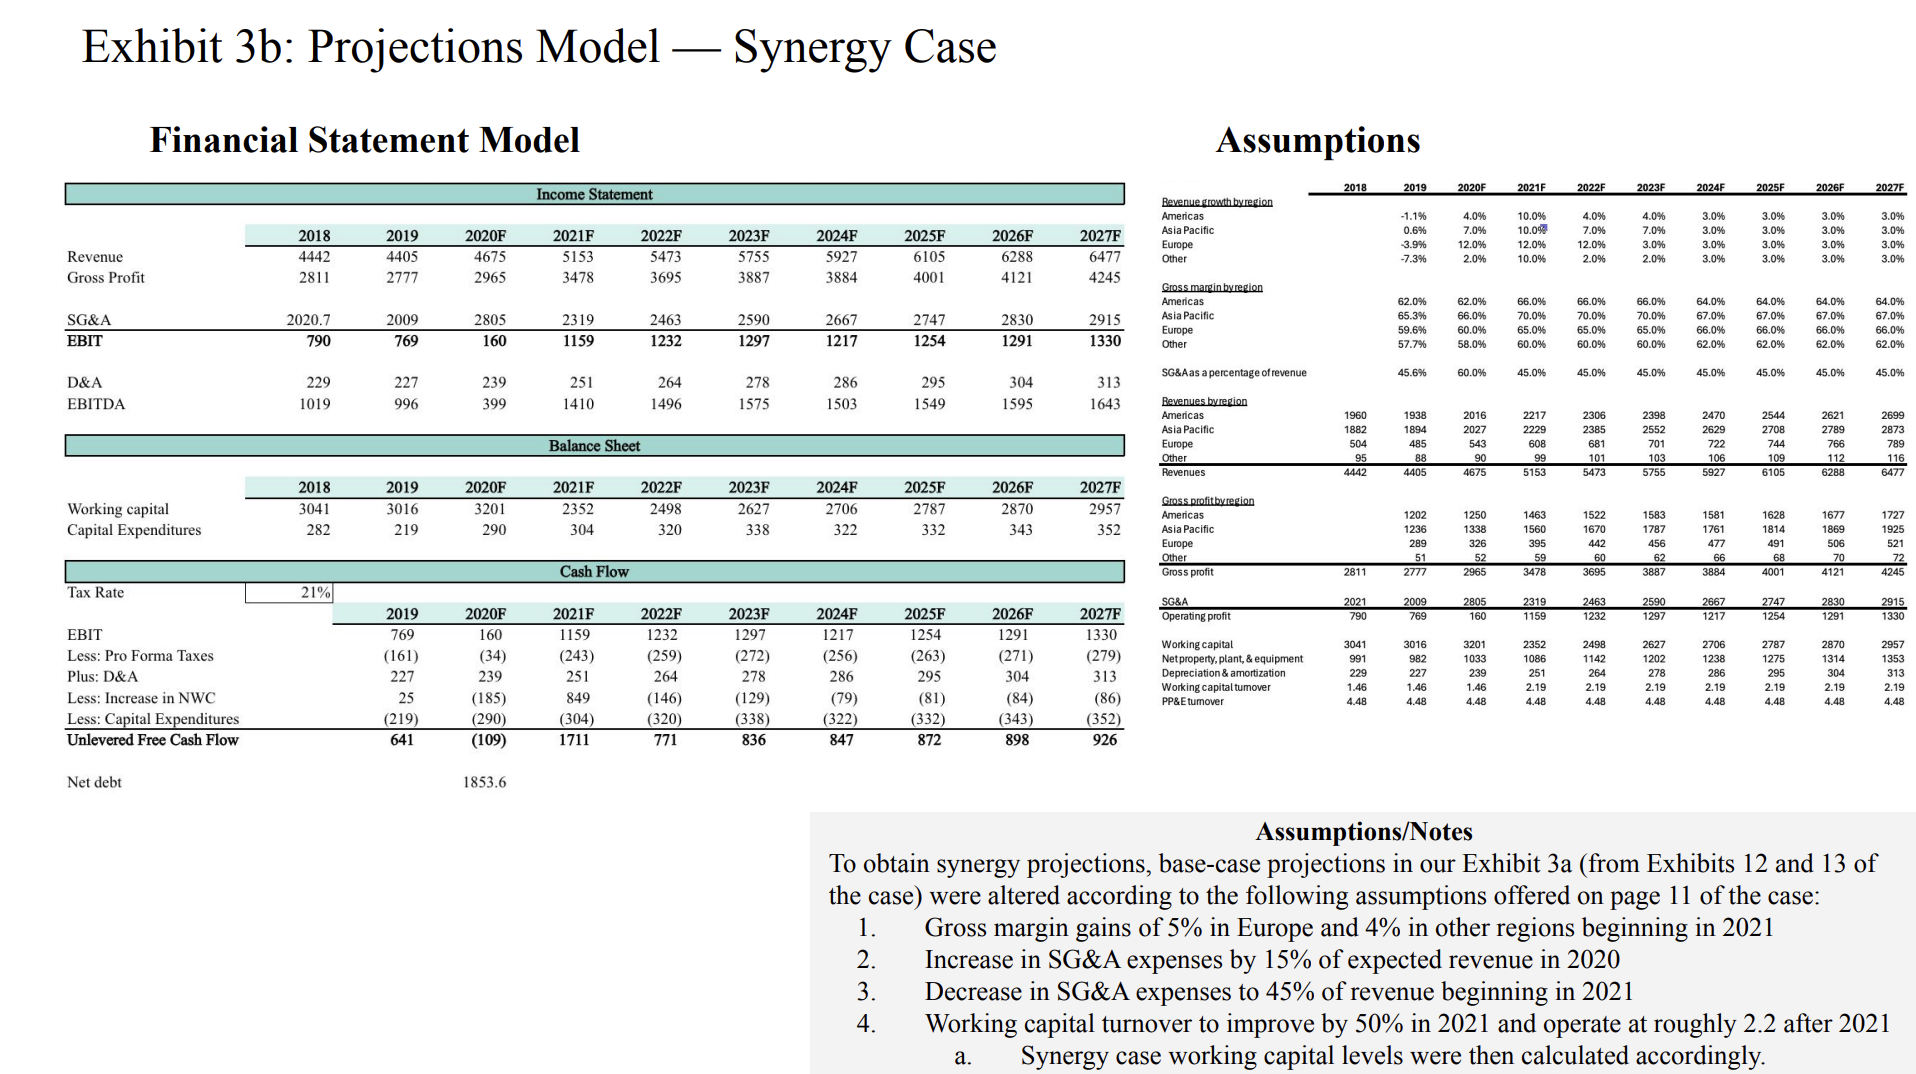 Exhibit 3b: Projections Model — Synergy Case
Financial Statement Model
Income Statement
2018 2019 2020F 2021F 2022F 2023F 2024F 2025F 2026F 2027F
Revenue 4442 4405 4675 5153 5473 5755 5927 6105 6288 6477
Gross Profit 2811 2777 2965 3478 3695 3887 3884 4001 4121 4245
SG&A 2020.7 2009 2805 2319 2463 2590 2667 2747 2830 2915
EBIT 790 769 160 1159 1232 1297 1217 1254 1291 1330
D&A 229 227 239 251 264 278 286 295 304 313
EBITDA 1019 996 399 1410 1496 1575 1503 1549 1595 1643
Balance Sheet
2018 2019 2020F 2021F 2022F 2023F 2024F 2025F 2026F 2027F
Working capital 3041 3016 3201 2352 2498 2627 2706 2787 2870 2957
Capital Expenditures 282 219 290 304 320 338 322 332 343 352
Cash Flow
Tax Rate 21%
2019 2020F 2021F 2022F 2023F 2024F 2025F 2026F 2027F
EBIT 769 160 1159 1232 1297 1217 1254 1291 1330
Less: Pro Forma Taxes (161) (34) (243) (259) (272) (256) (263) (271) (279)
Plus: D&A 227 239 251 264 278 286 295 304 313
Less: Increase in NWC 25 (185) 849 (146) (129) (79) (81) (84) (86)
Less: Capital Expenditures (219) (290) (304) (320) (338) (322) (332) (343) (352)
Unlevered Free Cash Flow 641 (109) 1711 771 836 847 872 898 926
Net debt 1853.6
Assumptions
2018 2019 2020F 2021F 2022F 2023F 2024F 2025F 2026F 2027F
Revenue growth by region
Americas -1.1% 4.0% 10.0% 4.0% 4.0% 3.0% 3.0% 3.0% 3.0%
Asia Pacific 0.6% 7.0% 10.0% 7.0% 7.0% 3.0% 3.0% 3.0% 3.0%
Europe -3.9% 12.0% 12.0% 12.0% 3.0% 3.0% 3.0% 3.0% 3.0%
Other -7.3% 2.0% 10.0% 2.0% 2.0% 3.0% 3.0% 3.0% 3.0%
Gross margin by region
Americas 62.0% 62.0% 66.0% 66.0% 66.0% 64.0% 64.0% 64.0% 64.0%
Asia Pacific 65.3% 66.0% 70.0% 70.0% 70.0% 67.0% 67.0% 67.0% 67.0%
Europe 59.6% 60.0% 65.0% 65.0% 65.0% 66.0% 66.0% 66.0% 66.0%
Other 57.7% 58.0% 60.0% 60.0% 60.0% 62.0% 62.0% 62.0% 62.0%
SG&A as a percentage of revenue 45.6% 60.0% 45.0% 45.0% 45.0% 45.0% 45.0% 45.0% 45.0%
Revenues by region
Americas 1960 1938 2016 2217 2306 2398 2470 2544 2621 2699
Asia Pacific 1882 1894 2027 2229 2385 2552 2629 2708 2789 2873
Europe 504 485 543 608 681 701 722 744 766 789
Other 95 88 90 99 101 103 106 109 112 116
Revenues 4442 4405 4675 5153 5473 5755 5927 6105 6288 6477
Gross profit by region
Americas 1202 1250 1463 1522 1583 1581 1628 1677 1727
Asia Pacific 1236 1338 1560 1670 1787 1761 1814 1869 1925
Europe 289 326 395 442 456 477 491 506 521
Other 51 52 59 60 62 66 68 70 72
Gross profit 2811 2777 2965 3478 3695 3887 3884 4001 4121 4245
SG&A 2021 2009 2805 2319 2463 2590 2667 2747 2830 2915
Operating profit 790 769 160 1159 1232 1297 1217 1254 1291 1330
Working capital 3041 3016 3201 2352 2498 2627 2706 2787 2870 2957
Net property, plant, & equipment 991 982 1033 1086 1142 1202 1238 1275 1314 1353
Depreciation & amortization 229 227 239 251 264 278 286 295 304 313
Working capital turnover 1.46 1.46 1.46 2.19 2.19 2.19 2.19 2.19 2.19 2.19
PP&E turnover 4.48 4.48 4.48 4.48 4.48 4.48 4.48 4.48 4.48 4.48
Assumptions/Notes
To obtain synergy projections, base-case projections in our Exhibit 3a (from Exhibits 12 and 13 of
the case) were altered according to the following assumptions offered on page 11 of the case:
1. Gross margin gains of 5% in Europe and 4% in other regions beginning in 2021
2. Increase in SG&A expenses by 15% of expected revenue in 2020
3. Decrease in SG&A expenses to 45% of revenue beginning in 2021
4. Working capital turnover to improve by 50% in 2021 and operate at roughly 2.2 after 2021
a. Synergy case working capital levels were then calculated accordingly.